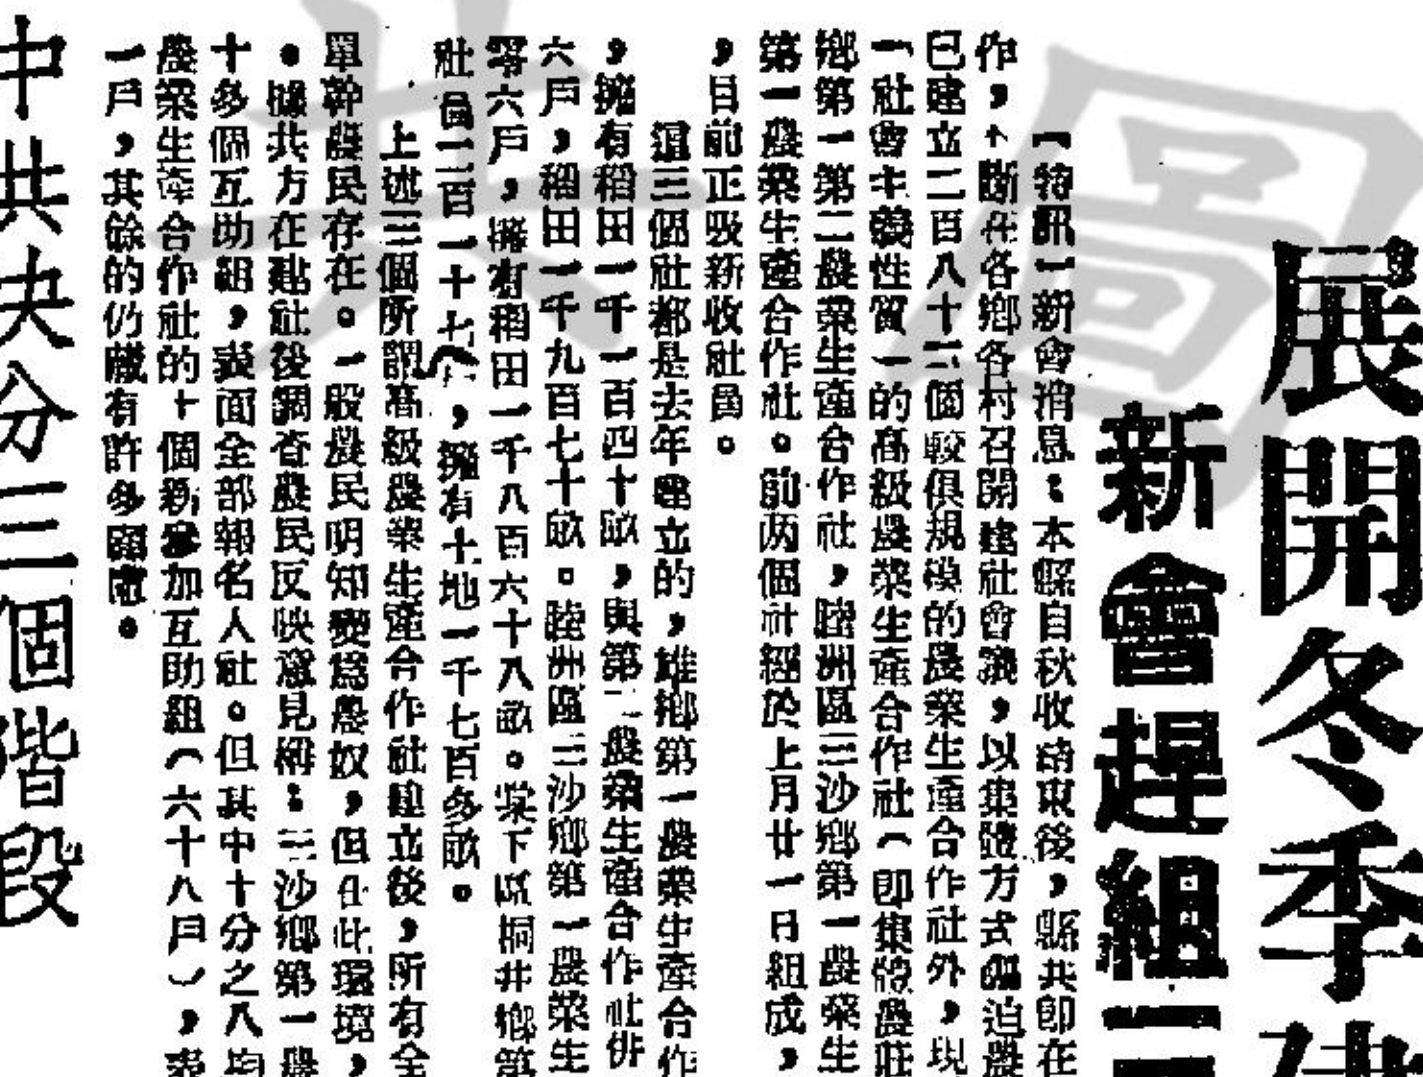 展開冬季建
新會趕組三
【特訊】新會消息：本縣自秋收結束後，縣共即在
作，不斷在各鄉各村召開建社會議，以集體方式強迫農
已建立二百八十三個較俱規模的農業生產合作社外，現
「社會主義性質」的高級農業生產合作社（即集體農莊
鄉第一第二農業生產合作社，睦洲區三沙鄉第一農業生
第一農業生產合作社。前两個社經於上月廿一日組成，
，目前正吸新收社員。
這三個社都是去年建立的，雄鄉第一農業生產合作
，擁有稻田一千一百四十畝，與第二農業生產合作社併
六戶，稻田一千九百七十畝。睦洲區三沙鄉第一農業生
零六戶，擁有稻田一千八百六十八畝。棠下區桐井鄉第
社員二百一十七戶，擁有土地一千七百多畝。
上述三個所謂高級農業生產合作社建立後，所有全
單幹農民存在。一般農民明知變爲農奴，但在此環境，
。據共方在建社後調查農民反映意見稱：三沙鄉第一農
十多個互助組，表面全部報名入社。但其中十分之八均
農業生產合作社的十個新參加互助組（六十八戶），表
一戶，其餘的仍藏有許多顧慮。
中共決分三個階段